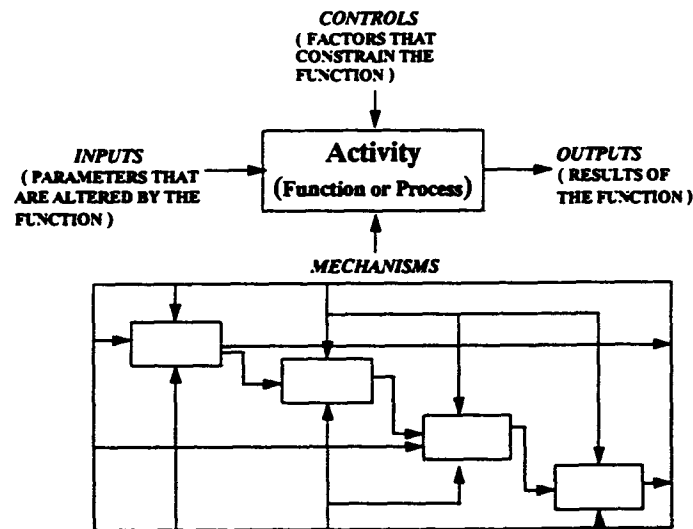 CONTROLS
( FACTORS THAT
CONSTRAIN THE
FUNCTION )
INPUTS
( PARAMETERS THAT
ARE ALTERED BY THE
FUNCTION )
Activity
(Function or Process)
OUTPUTS
( RESULTS OF
THE FUNCTION )
MECHANISMS